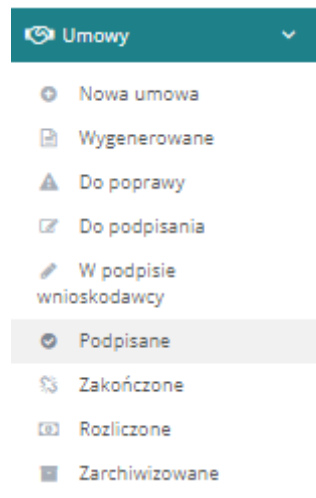 Umowy
Nowa umowa
Wygenerowane
Do poprawy
Do podpisania
W podpisie
wnioskodawcy
Podpisane
Zakończone
Rozliczone
Zarchiwizowane